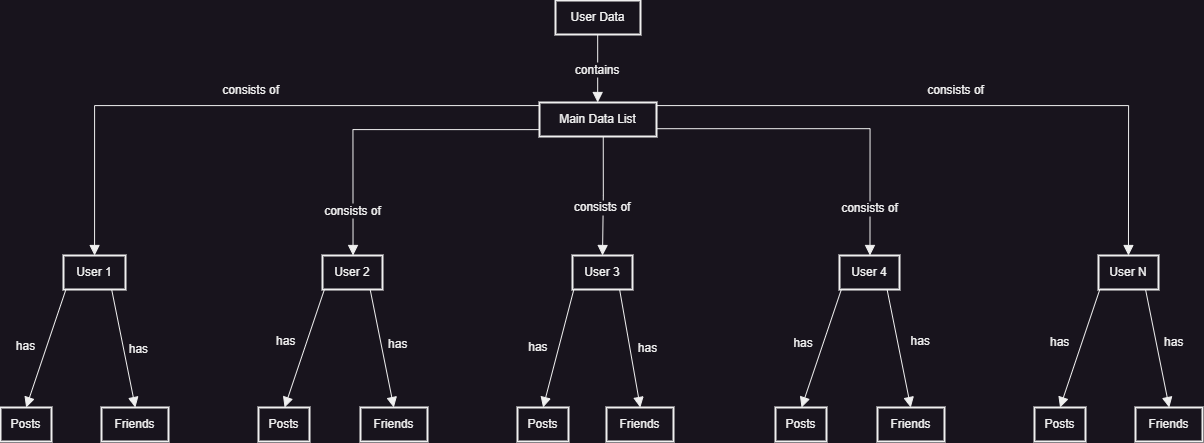 User Data
contains
consists of
consists of
Main Data List
consists of
consists of
consists of
User 1
User 2
User 3
User 4
User N
has
has
has
has
has
has
has
has
has
has
Posts
Friends
Posts
Friends
Posts
Friends
Posts
Friends
Posts
Friends